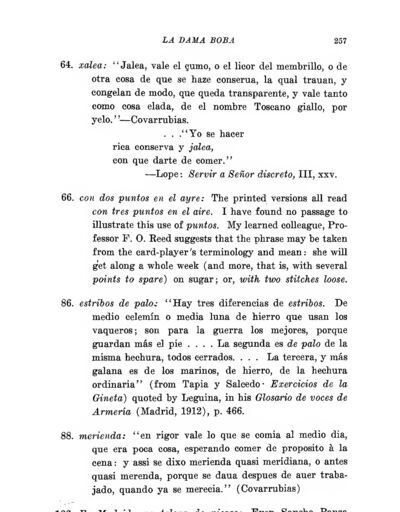 LA DAMA BOBA 257
64. xalea: "Jalea, vale el çumo, o el licor del membrillo, o de
otra cosa de que se haze conserua, la qual trauan, y
congelan de modo, que queda transparente, y vale tanto
como cosa elada, de el nombre Toscano giallo, por
yelo."—Covarrubias.
. . ."Yo se hacer
rica conserva y jalea,
con que darte de comer."
—Lope: Servir a Señor discreto, III, xxv.
66. con dos puntos en el ayre: The printed versions all read
con tres puntos en el aire. I have found no passage to
illustrate this use of puntos. My learned colleague, Pro-
fessor F. O. Reed suggests that the phrase may be taken
from the card-player's terminology and mean: she will
get along a whole week (and more, that is, with several
points to spare) on sugar; or, with two stitches loose.
86. estribos de palo: "Hay tres diferencias de estribos. De
medio celemín o media luna de hierro que usan los
vaqueros; son para la guerra los mejores, porque
guardan más el pie . . . . La segunda es de palo de la
misma hechura, todos cerrados. . . . La tercera, y más
galana es de los marinos, de hierro, de la hechura
ordinaria" (from Tapia y Salcedo· Exercicios de la
Gineta) quoted by Leguina, in his Glosario de voces de
Armería (Madrid, 1912), p. 466.
88. merienda: "en rigor vale lo que se comia al medio dia,
que era poca cosa, esperando comer de proposito à la
cena: y assi se dixo merienda quasi meridiana, o antes
quasi merenda, porque se daua despues de auer traba-
jado, quando ya se merecia." (Covarrubias)